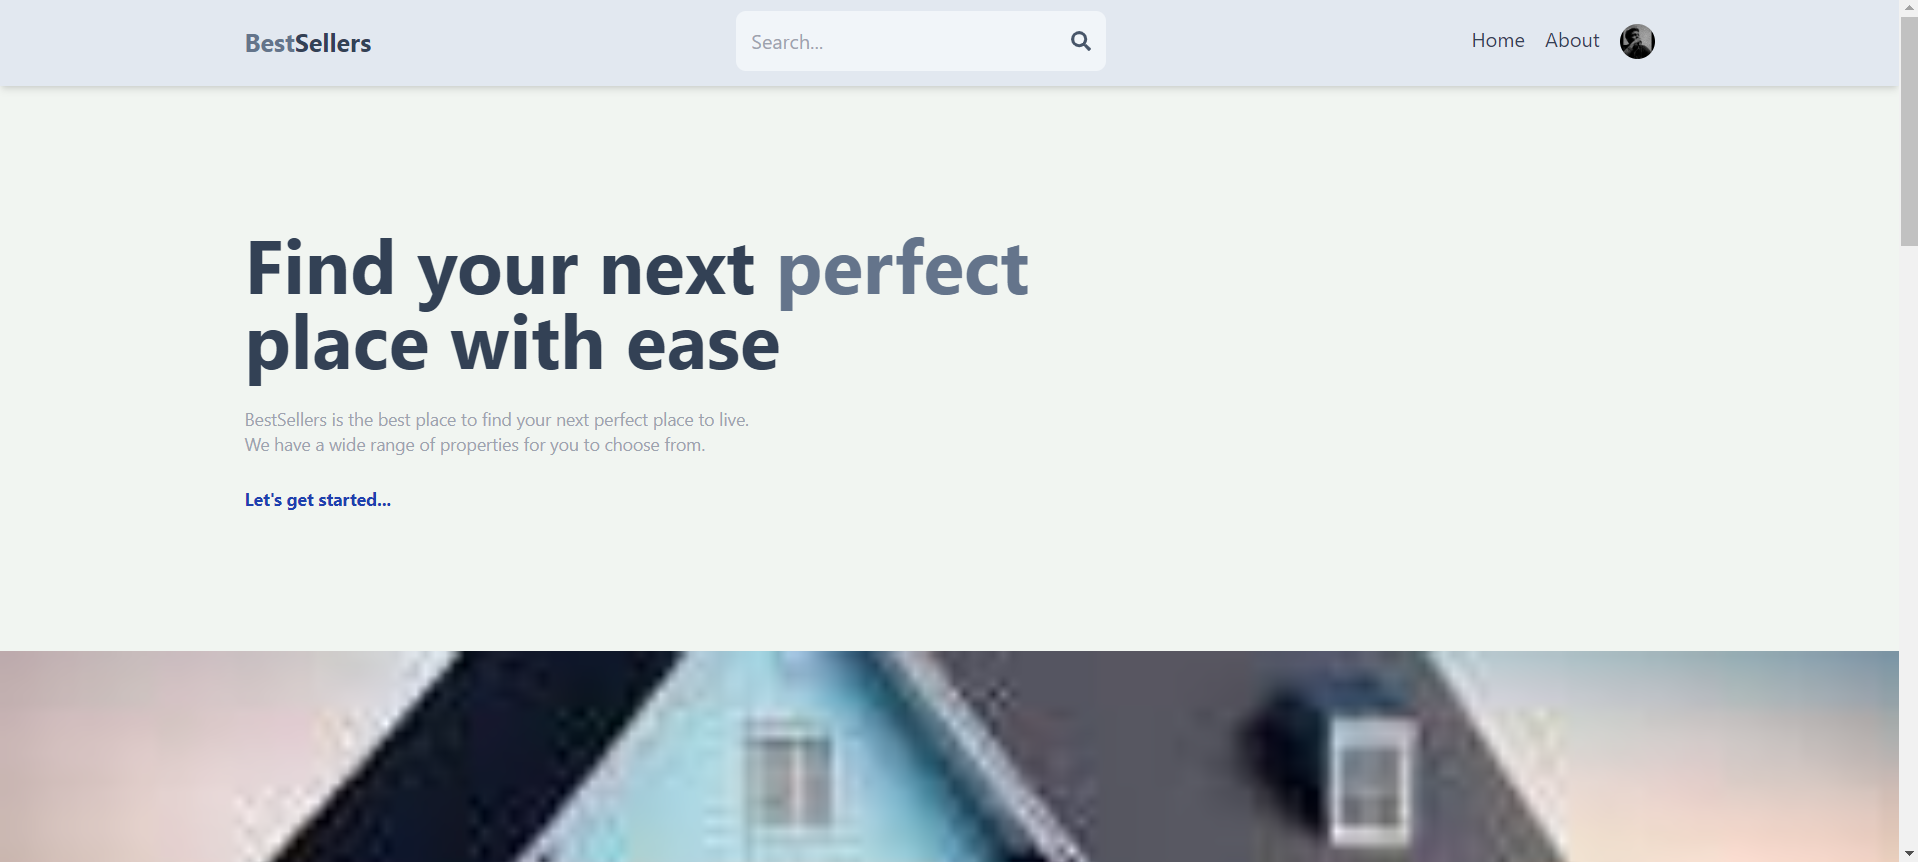 BestSellers
Search...
Home
About
Find your next perfect
place with ease
BestSellers is the best place to find your next perfect place to live.
We have a wide range of properties for you to choose from.
Let's get started...